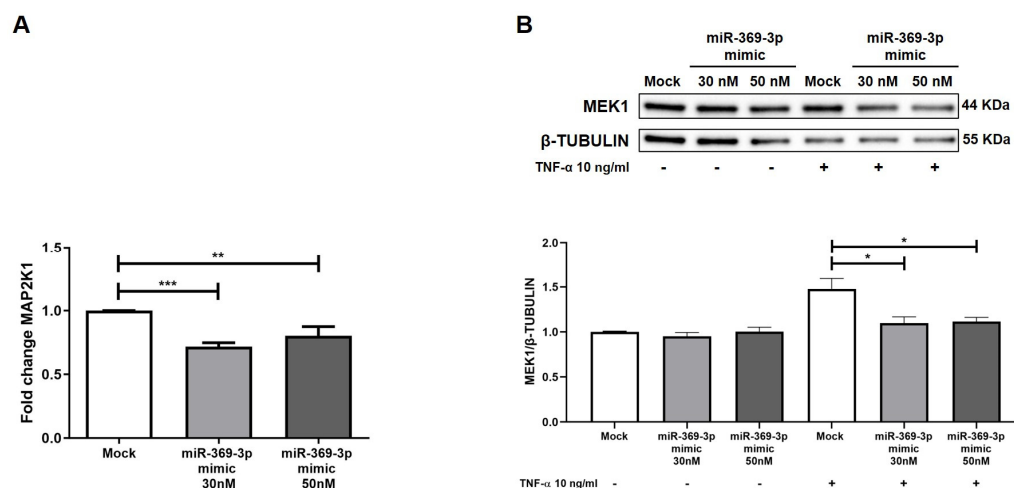 A
Fold change MAP2K1
1.5
1.0
0.5
0.0
**
***
Mock
miR-369-3p
mimic
30nM
miR-369-3p
mimic
50nM
B
miR-369-3p
mimic
miR-369-3p
mimic
Mock 30 nM 50 nM Mock 30 nM 50 nM
MEK1 44 KDa
β-TUBULIN 55 KDa
TNF-α 10 ng/ml - - - + + +
MEK1/β-TUBULIN
2.0
1.5
1.0
0.5
0.0
*
*
Mock
miR-369-3p
mimic
30nM
miR-369-3p
mimic
50nM
Mock
miR-369-3p
mimic
30nM
miR-369-3p
mimic
50nM
TNF-α 10 ng/ml - - - + + +